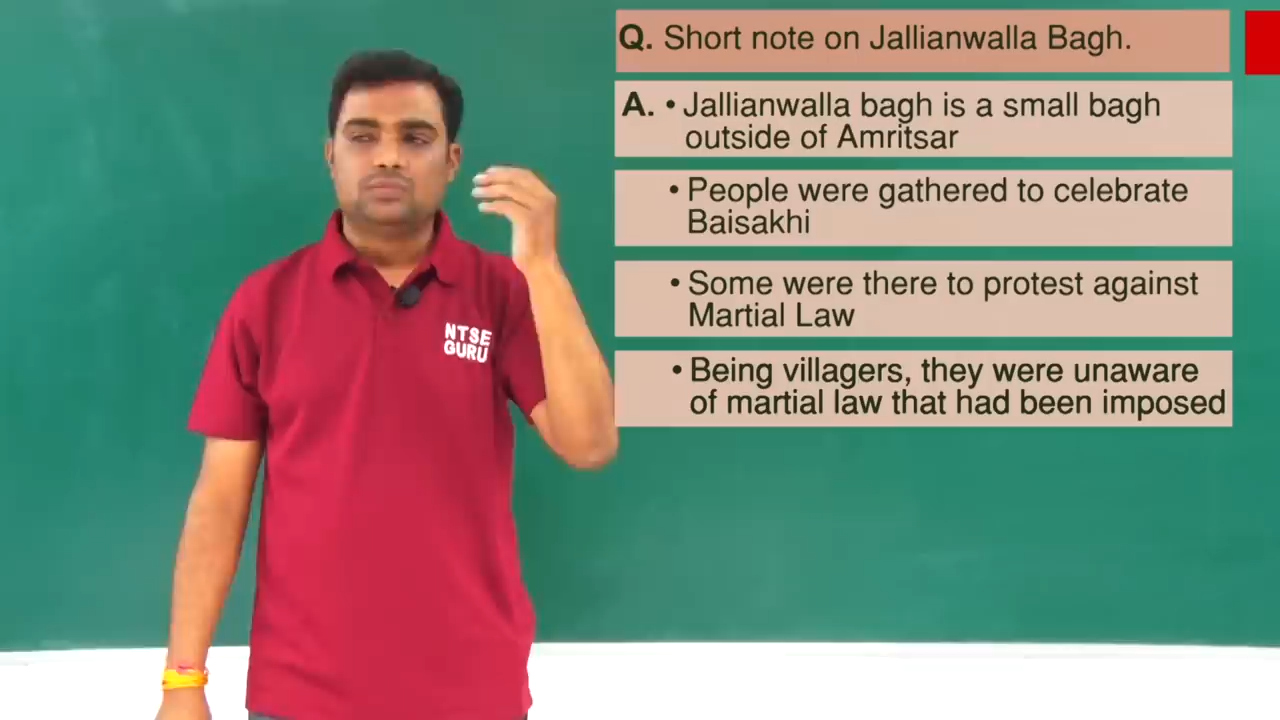 Q. Short note on Jallianwalla Bagh.
A. • Jallianwalla bagh is a small bagh
outside of Amritsar
• People were gathered to celebrate
Baisakhi
• Some were there to protest against
Martial Law
• Being villagers, they were unaware
of martial law that had been imposed
NTSE
GURU